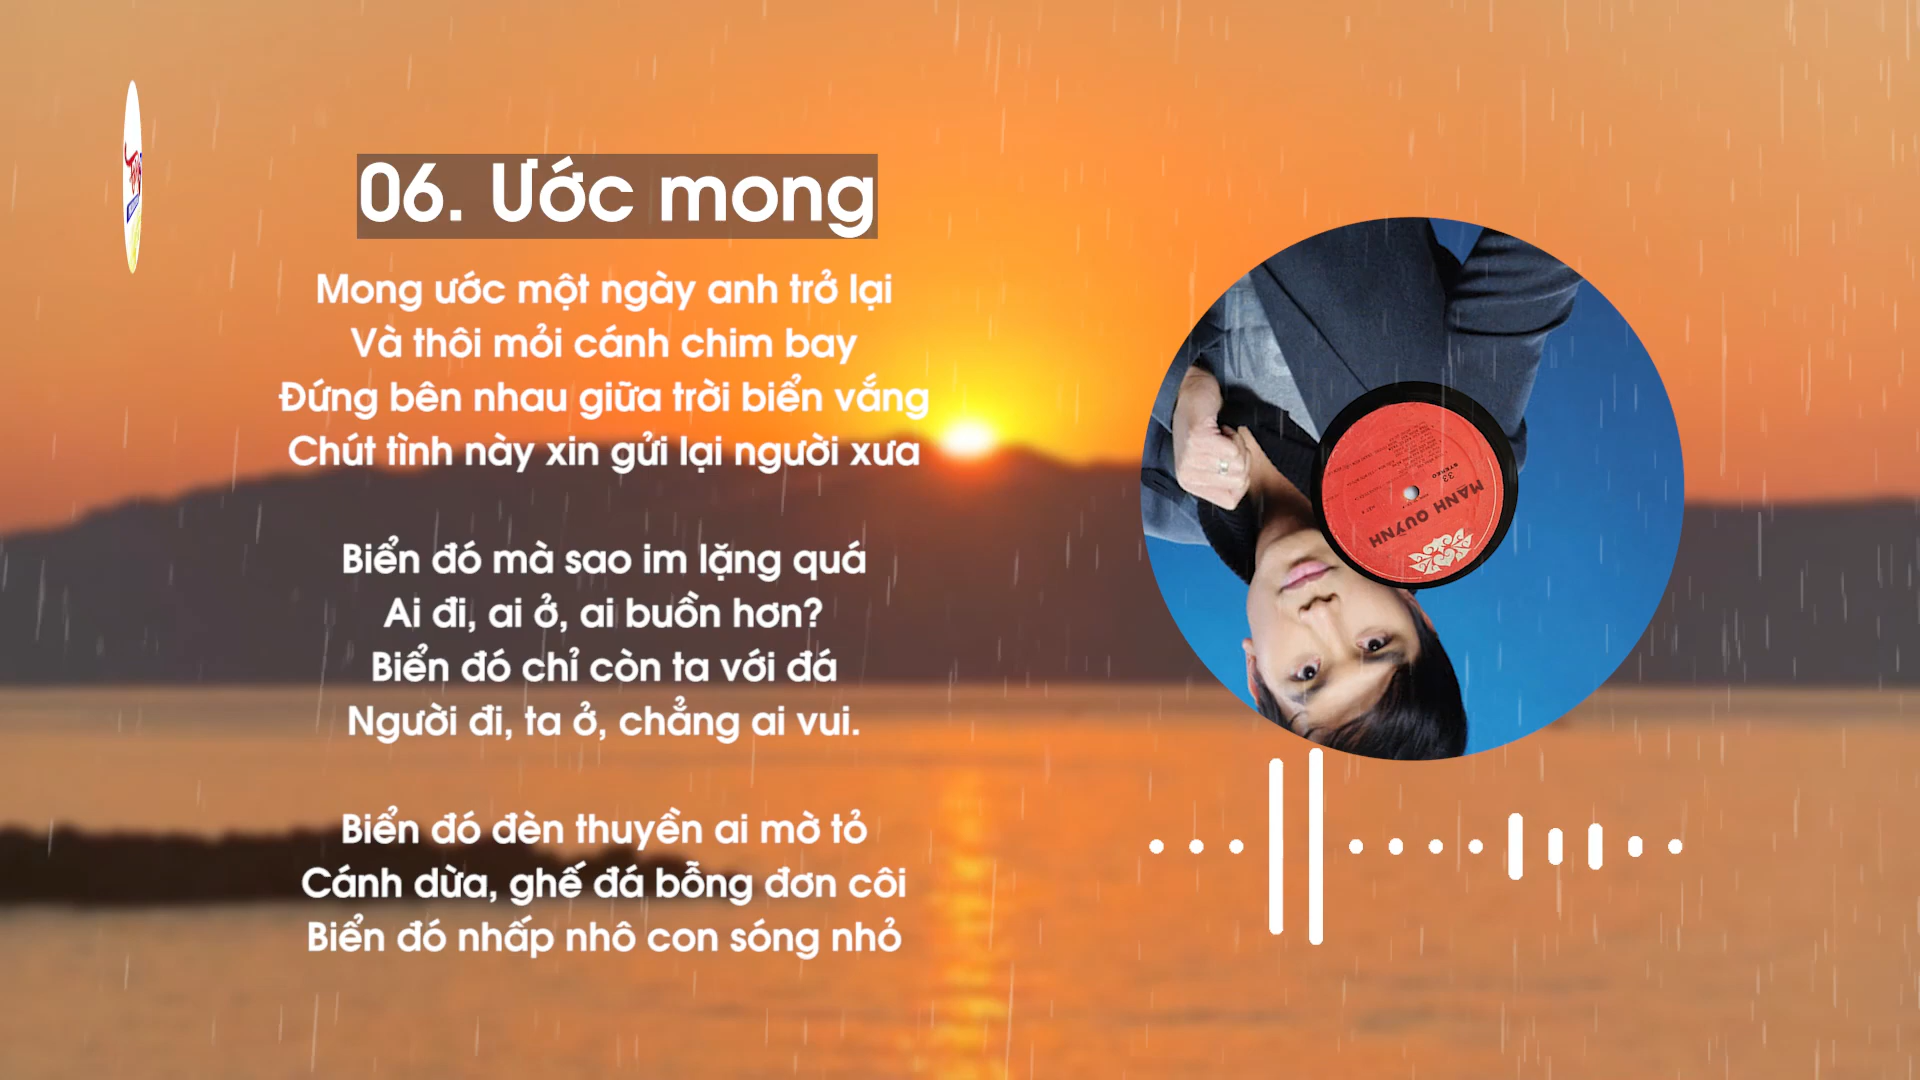 06. Ước mong
Mong ước một ngày anh trở lại
Và thôi mỏi cánh chim bay
Đứng bên nhau giữa trời biển vắng
Chút tình này xin gửi lại người xưa
Biển đó mà sao im lặng quá
Ai đi, ai ở, ai buồn hơn?
Biển đó chỉ còn ta với đá
Người đi, ta ở, chẳng ai vui.
Biển đó đèn thuyền ai mờ tỏ
Cánh dừa, ghế đá bỗng đơn côi
Biển đó nhấp nhô con sóng nhỏ
MẠNH QUỲNH
STEREO
33